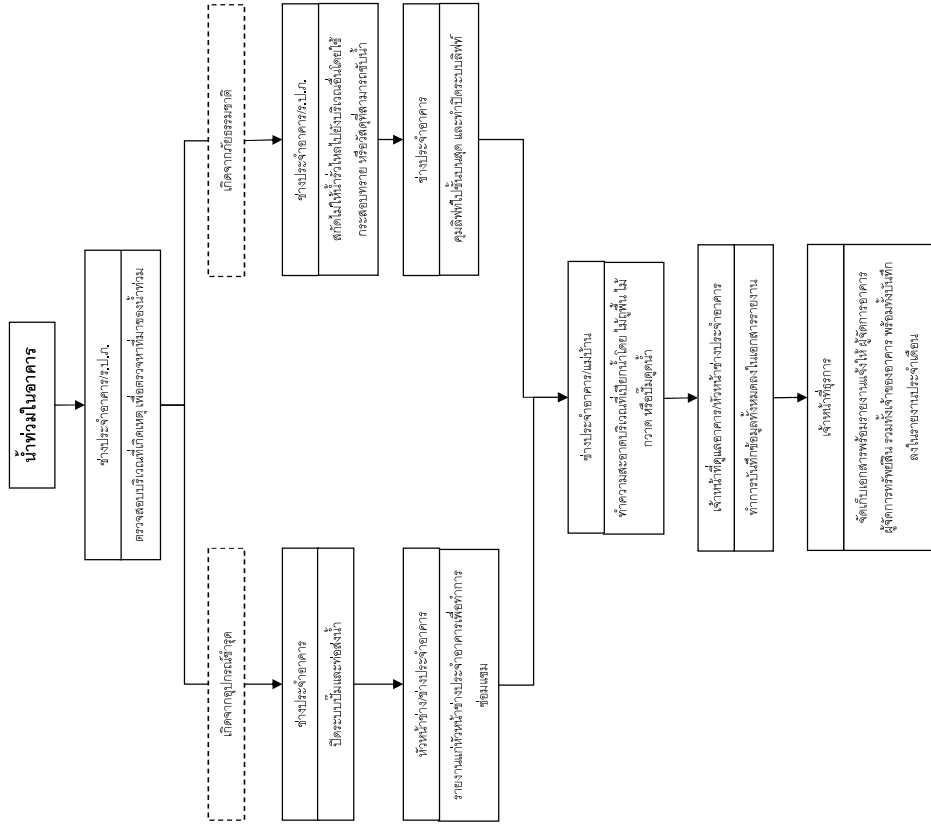 น้ำท่วมในอาคาร
ช่างประจำอาคาร/ร.ป.ภ.
ตรวจสอบบริเวณที่เกิดเหตุ เพื่อตรวจหาที่มาของน้ำท่วม
เกิดจากอุปกรณ์ชำรุด
ช่างประจำอาคาร
ปิดระบบปั๊มและท่อส่งน้ำ
หัวหน้าช่าง/ช่างประจำอาคาร
รายงานแก่หัวหน้าช่างประจำอาคารเพื่อทำการ
ซ่อมแซม
เกิดจากภัยธรรมชาติ
ช่างประจำอาคาร/ร.ป.ภ.
สกัดไม่ให้น้ำรั่วไหลไปยังบริเวณอื่นโดยใช้
กระสอบทราย หรือวัสดุที่สามารถซับน้ำ
ช่างประจำอาคาร
คุมลิฟท์ไปชั้นบนสุด และทำปิดระบบลิฟท์
ช่างประจำอาคาร/แม่บ้าน
ทำความสะอาดบริเวณที่เปียกน้ำโดย ไม้ถูพื้น ไม้
กวาด หรือปั๊มดูดน้ำ
เจ้าหน้าที่ดูแลอาคาร/หัวหน้าช่างประจำอาคาร
ทำการบันทึกข้อมูลทั้งหมดลงในเอกสารรายงาน
เจ้าหน้าที่ธุรการ
จัดเก็บเอกสารพร้อมรายงานแจ้งให้ ผู้จัดการอาคาร
ผู้จัดการทรัพย์สิน รวมทั้งเจ้าของอาคาร พร้อมทั้งบันทึก
ลงในรายงานประจำเดือน